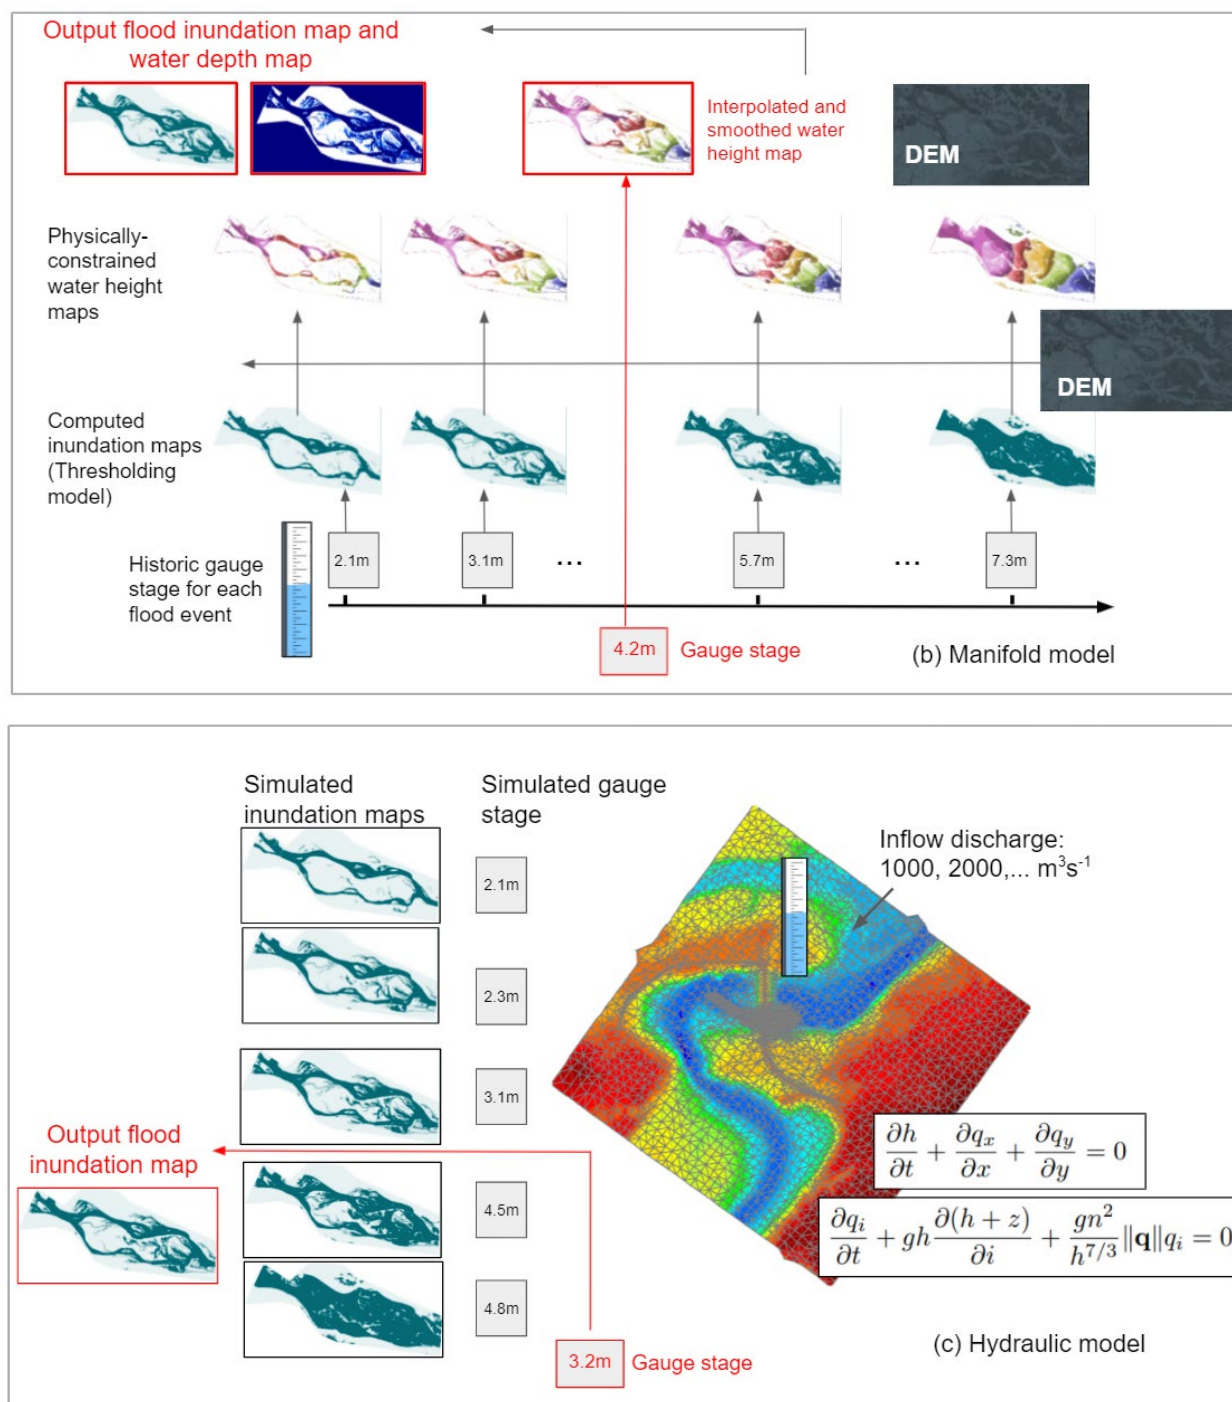 Output flood inundation map and
water depth map
Interpolated and
smoothed water
height map
DEM
Physically-
constrained
water height
maps
DEM
Computed
inundation maps
(Thresholding
model)
Historic gauge
stage for each
flood event
2.1m
3.1m
...
5.7m
...
7.3m
4.2m
Gauge stage
(b) Manifold model
Simulated
inundation maps
Simulated gauge
stage
Inflow discharge:
1000, 2000,... m³s⁻¹
2.1m
2.3m
3.1m
4.5m
4.8m
Output flood
inundation map
∂h/∂t + ∂q_x/∂x + ∂q_y/∂y = 0
∂q_i/∂t + gh ∂(h + z)/∂i + gn²/h^{7/3} ‖𝐪‖q_i = 0
3.2m
Gauge stage
(c) Hydraulic model